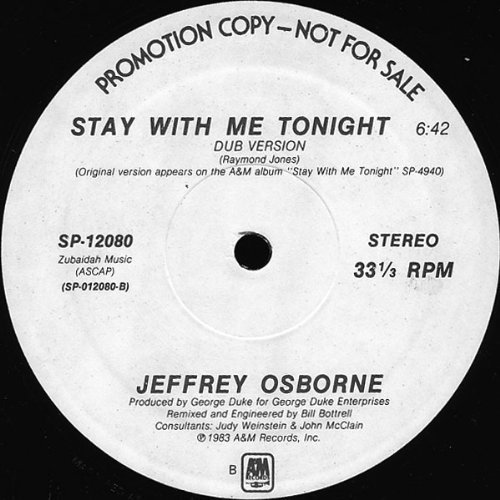 PROMOTION COPY—NOT FOR SALE
STAY WITH ME TONIGHT 6:42
DUB VERSION
(Raymond Jones)
(Original version appears on the A&M album "Stay With Me Tonight" SP-4940)
SP-12080
Zubaidah Music
(ASCAP)
(SP-012080-B)
STEREO
33 1/3 RPM
JEFFREY OSBORNE
Produced by George Duke for George Duke Enterprises
Remixed and Engineered by Bill Bottrell
Consultants: Judy Weinstein & John McClain
℗ 1983 A&M Records, Inc.
B
A&M
RECORDS